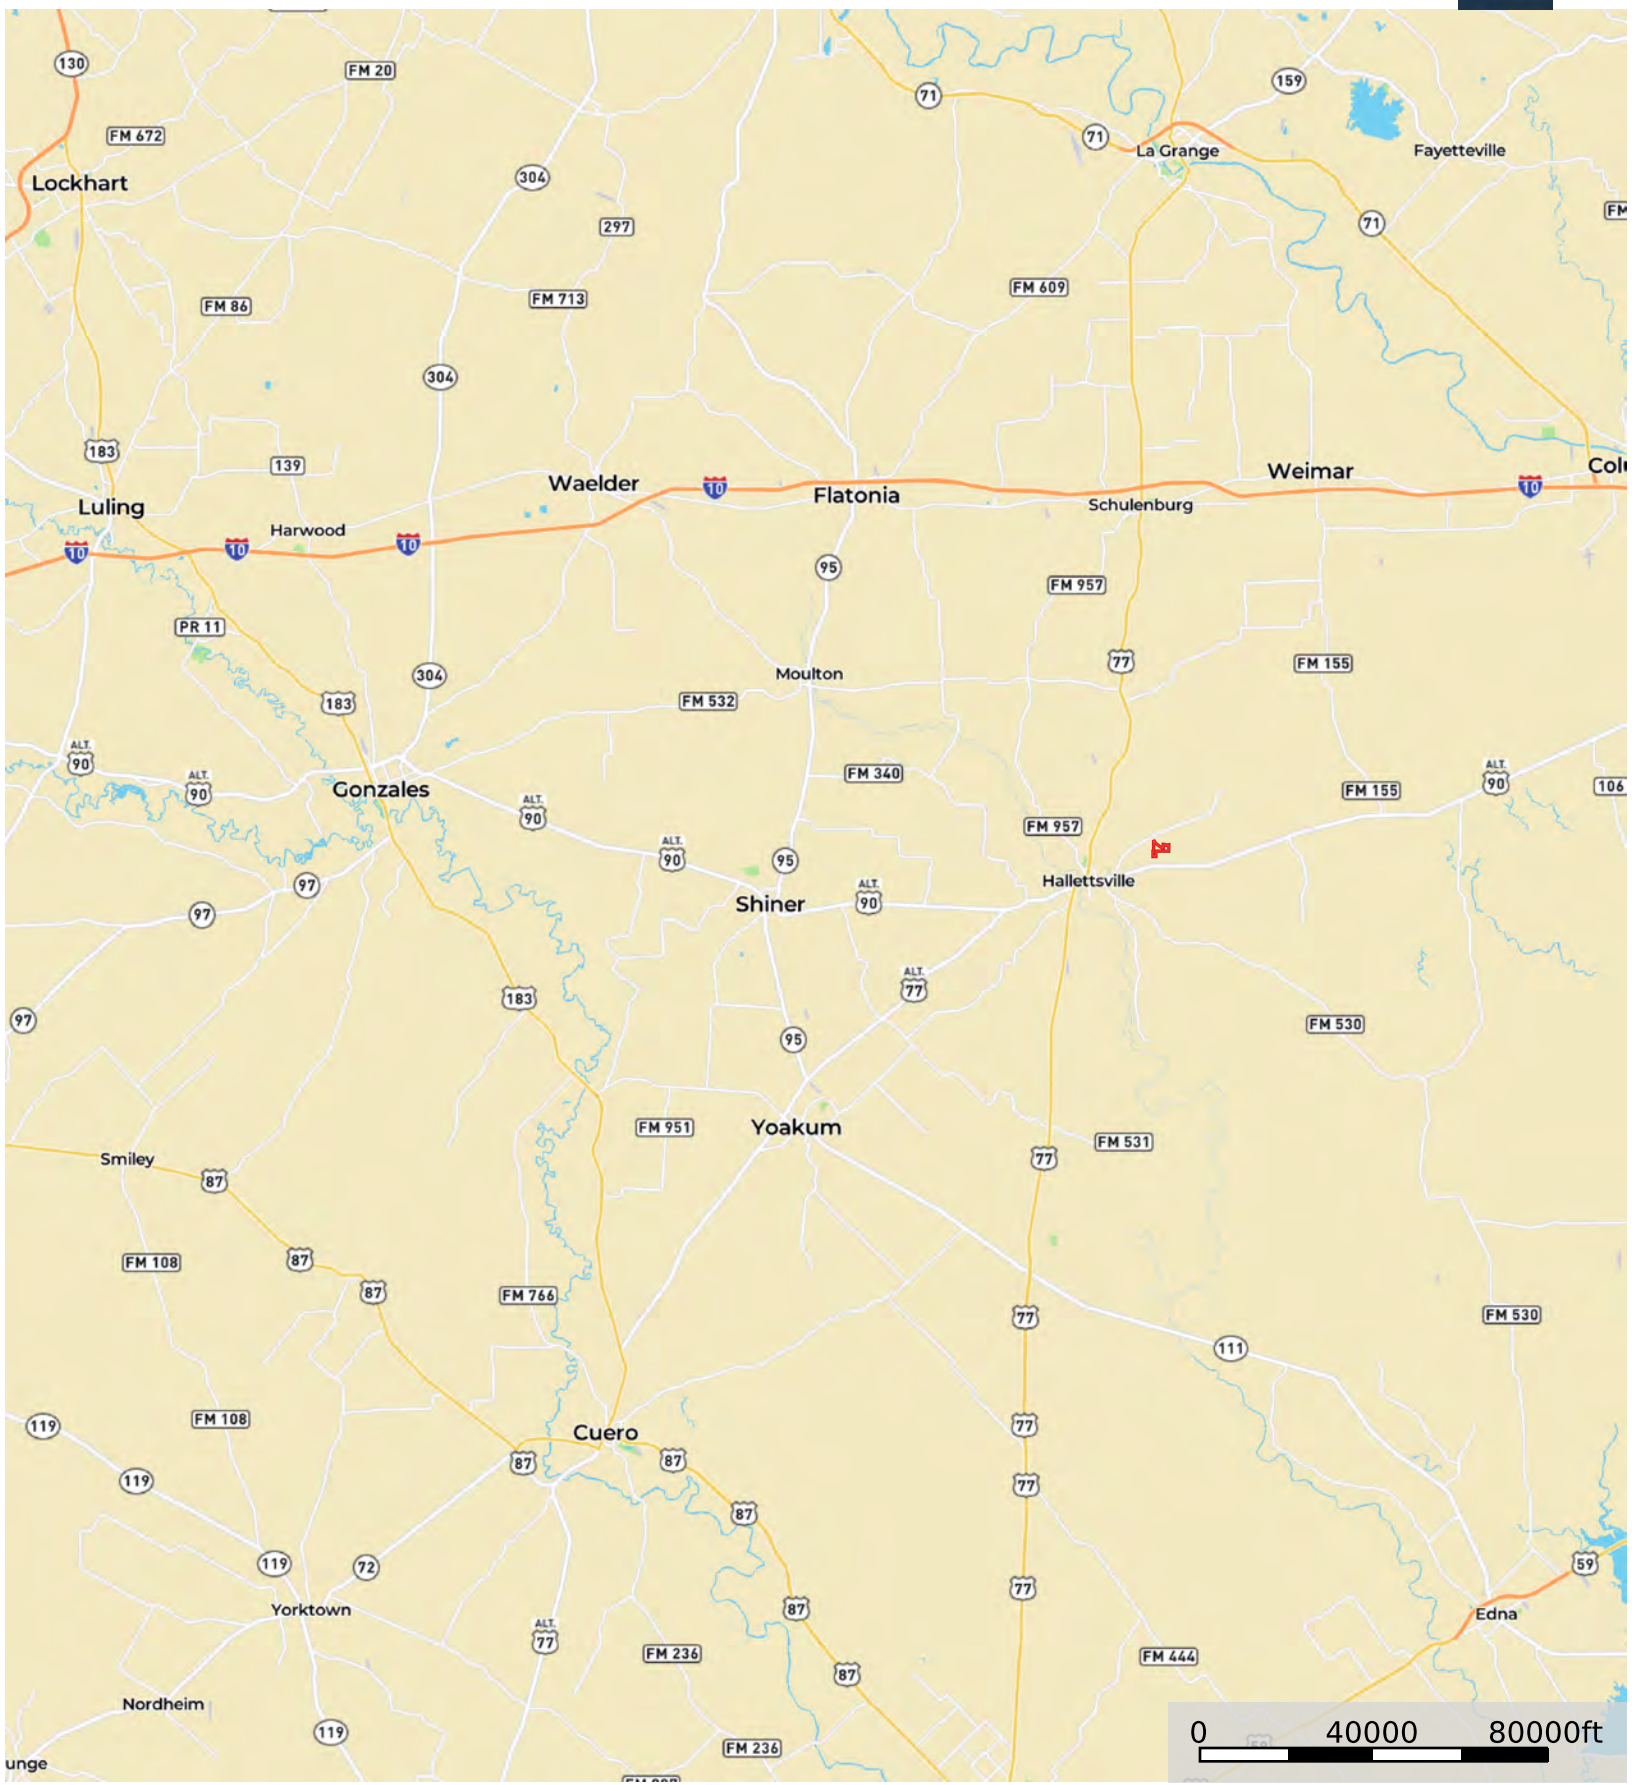 130
FM 20
71
159
FM 672
71
La Grange
Fayetteville
304
Lockhart
FM
297
71
FM 609
FM 713
FM 86
304
183
139
Waelder
10
Flatonia
Weimar
10
Colu
Luling
Harwood
Schulenburg
10
10
10
95
FM 957
PR 11
304
Moulton
77
FM 155
183
FM 532
ALT.
90
ALT.
90
FM 340
ALT.
90
FM 155
106
Gonzales
ALT.
90
FM 957
ALT.
90
95
Hallettsville
97
97
Shiner
ALT.
90
ALT.
77
183
97
FM 530
95
FM 951
Yoakum
FM 531
77
Smiley
87
87
FM 108
87
FM 766
77
FM 530
111
119
FM 108
Cuero
77
87
87
77
119
87
119
72
59
77
Yorktown
87
Edna
ALT.
77
FM 236
FM 444
87
Nordheim
119
FM 236
unge
0 40000 80000ft